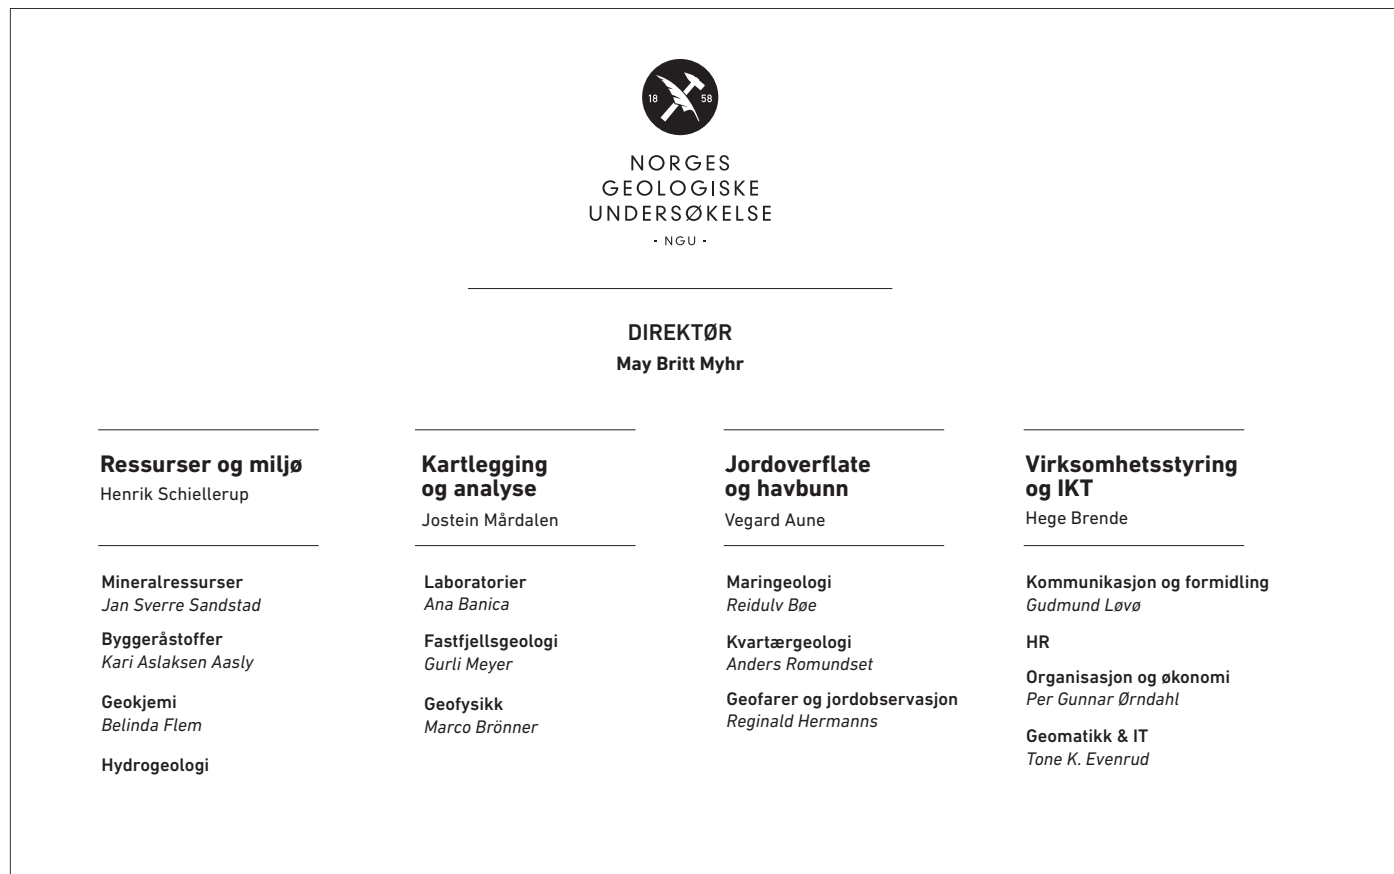 18 58
NORGES
GEOLOGISKE
UNDERSØKELSE
- NGU -
DIREKTØR
May Britt Myhr
Ressurser og miljø
Henrik Schiellerup
Mineralressurser
Jan Sverre Sandstad
Byggeråstoffer
Kari Aslaksen Aasly
Geokjemi
Belinda Flem
Hydrogeologi
Kartlegging
og analyse
Jostein Mårdalen
Laboratorier
Ana Banica
Fastfjellsgeologi
Gurli Meyer
Geofysikk
Marco Brönner
Jordoverflate
og havbunn
Vegard Aune
Maringeologi
Reidulv Bøe
Kvartærgeologi
Anders Romundset
Geofarer og jordobservasjon
Reginald Hermanns
Virksomhetsstyring
og IKT
Hege Brende
Kommunikasjon og formidling
Gudmund Løvø
HR
Organisasjon og økonomi
Per Gunnar Ørndahl
Geomatikk & IT
Tone K. Evenrud